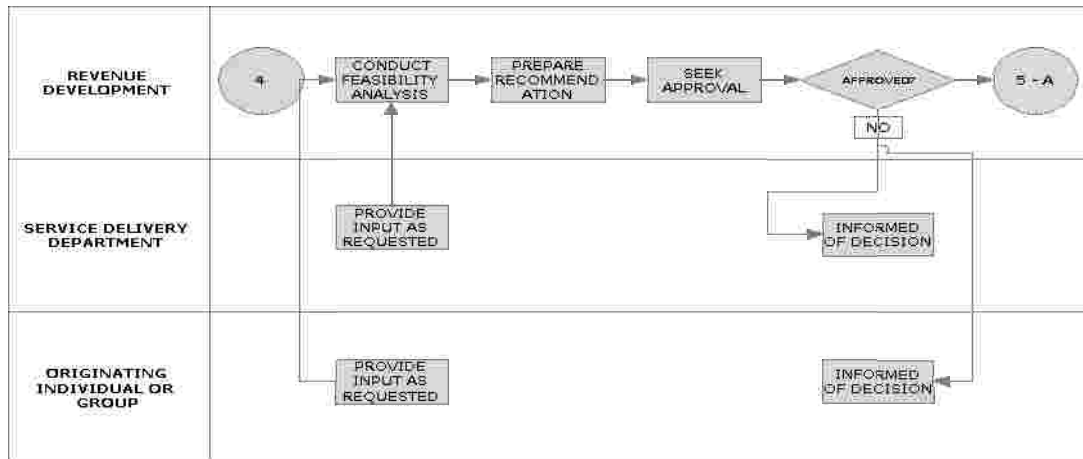 REVENUE
DEVELOPMENT
4
CONDUCT
FEASIBILITY
ANALYSIS
PREPARE
RECOMMEND
ATION
SEEK
APPROVAL
APPROVED?
5 - A
NO
SERVICE DELIVERY
DEPARTMENT
PROVIDE
INPUT AS
REQUESTED
INFORMED
OF DECISION
ORIGINATING
INDIVIDUAL OR
GROUP
PROVIDE
INPUT AS
REQUESTED
INFORMED
OF DECISION